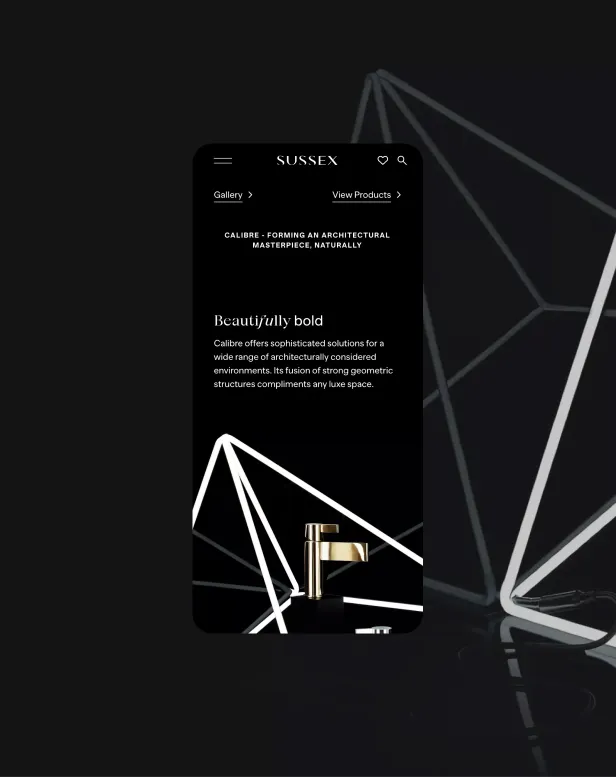 SUSSEX
Gallery View Products
CALIBRE - FORMING AN ARCHITECTURAL
MASTERPIECE, NATURALLY
Beautifully bold
Calibre offers sophisticated solutions for a
wide range of architecturally considered
environments. Its fusion of strong geometric
structures compliments any luxe space.